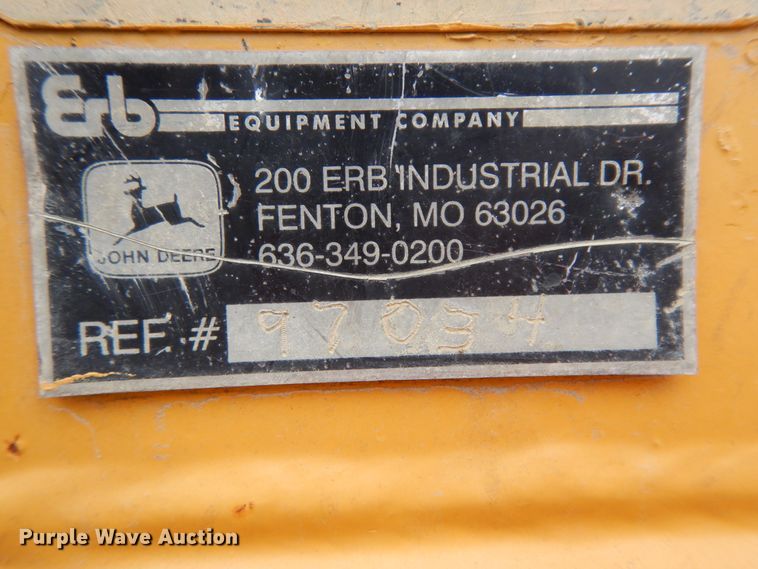 Erb
EQUIPMENT COMPANY
200 ERB INDUSTRIAL DR.
FENTON, MO 63026
636-349-0200
JOHN DEERE
REF. # 9703H
Purple Wave Auction